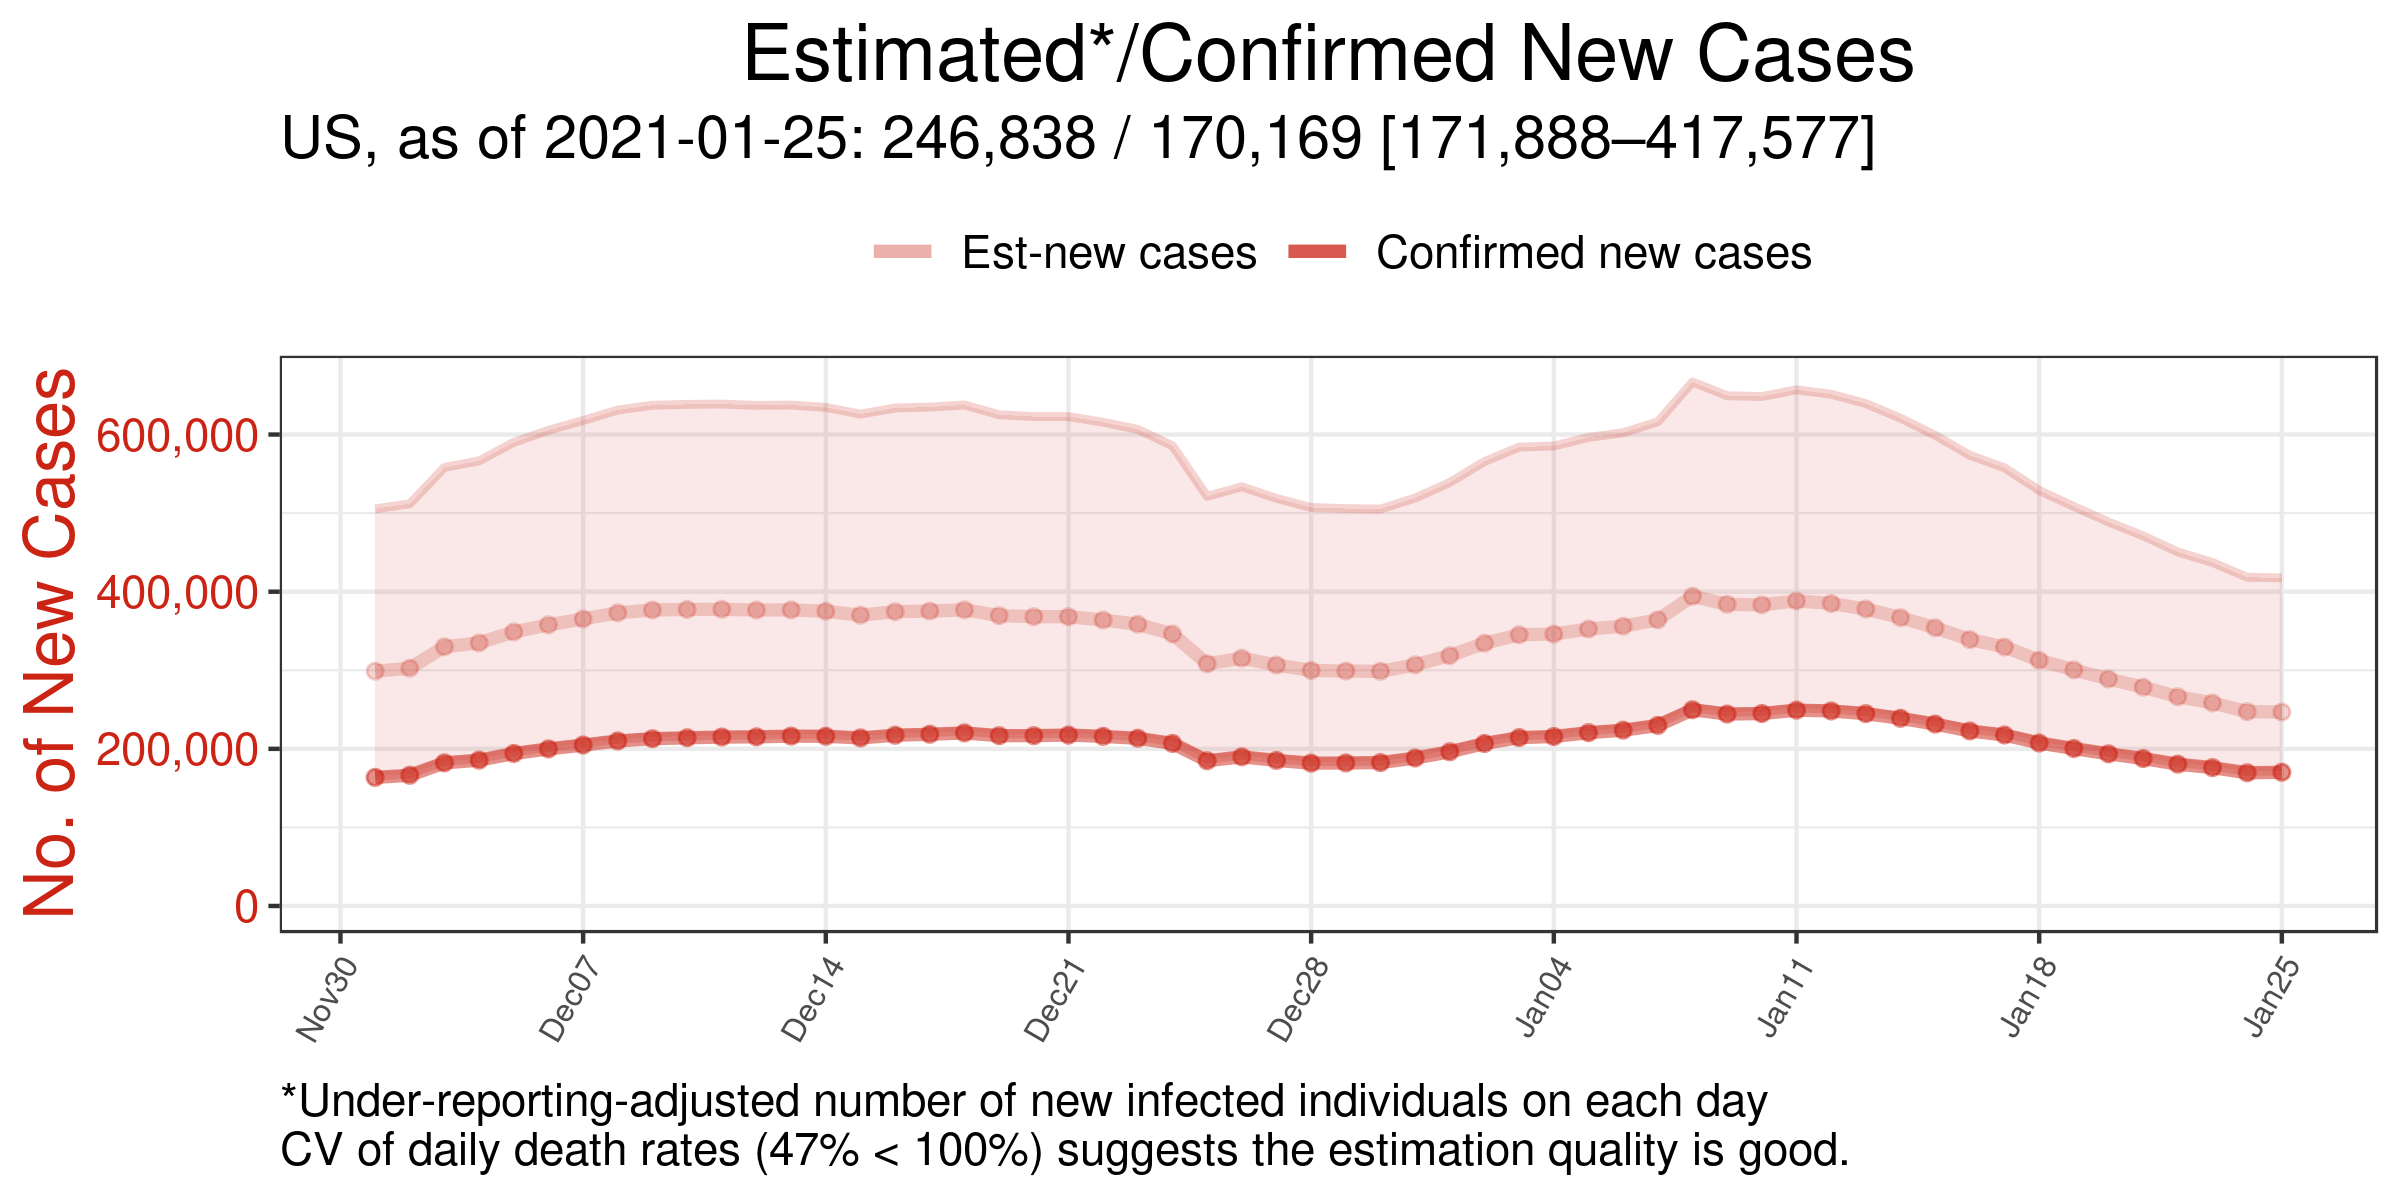 Estimated*/Confirmed New Cases
US, as of 2021-01-25: 246,838 / 170,169 [171,888–417,577]
Est-new cases
Confirmed new cases
No. of New Cases
600,000
400,000
200,000
0
Nov30
Dec07
Dec14
Dec21
Dec28
Jan04
Jan11
Jan18
Jan25
*Under-reporting-adjusted number of new infected individuals on each day
CV of daily death rates (47% < 100%) suggests the estimation quality is good.